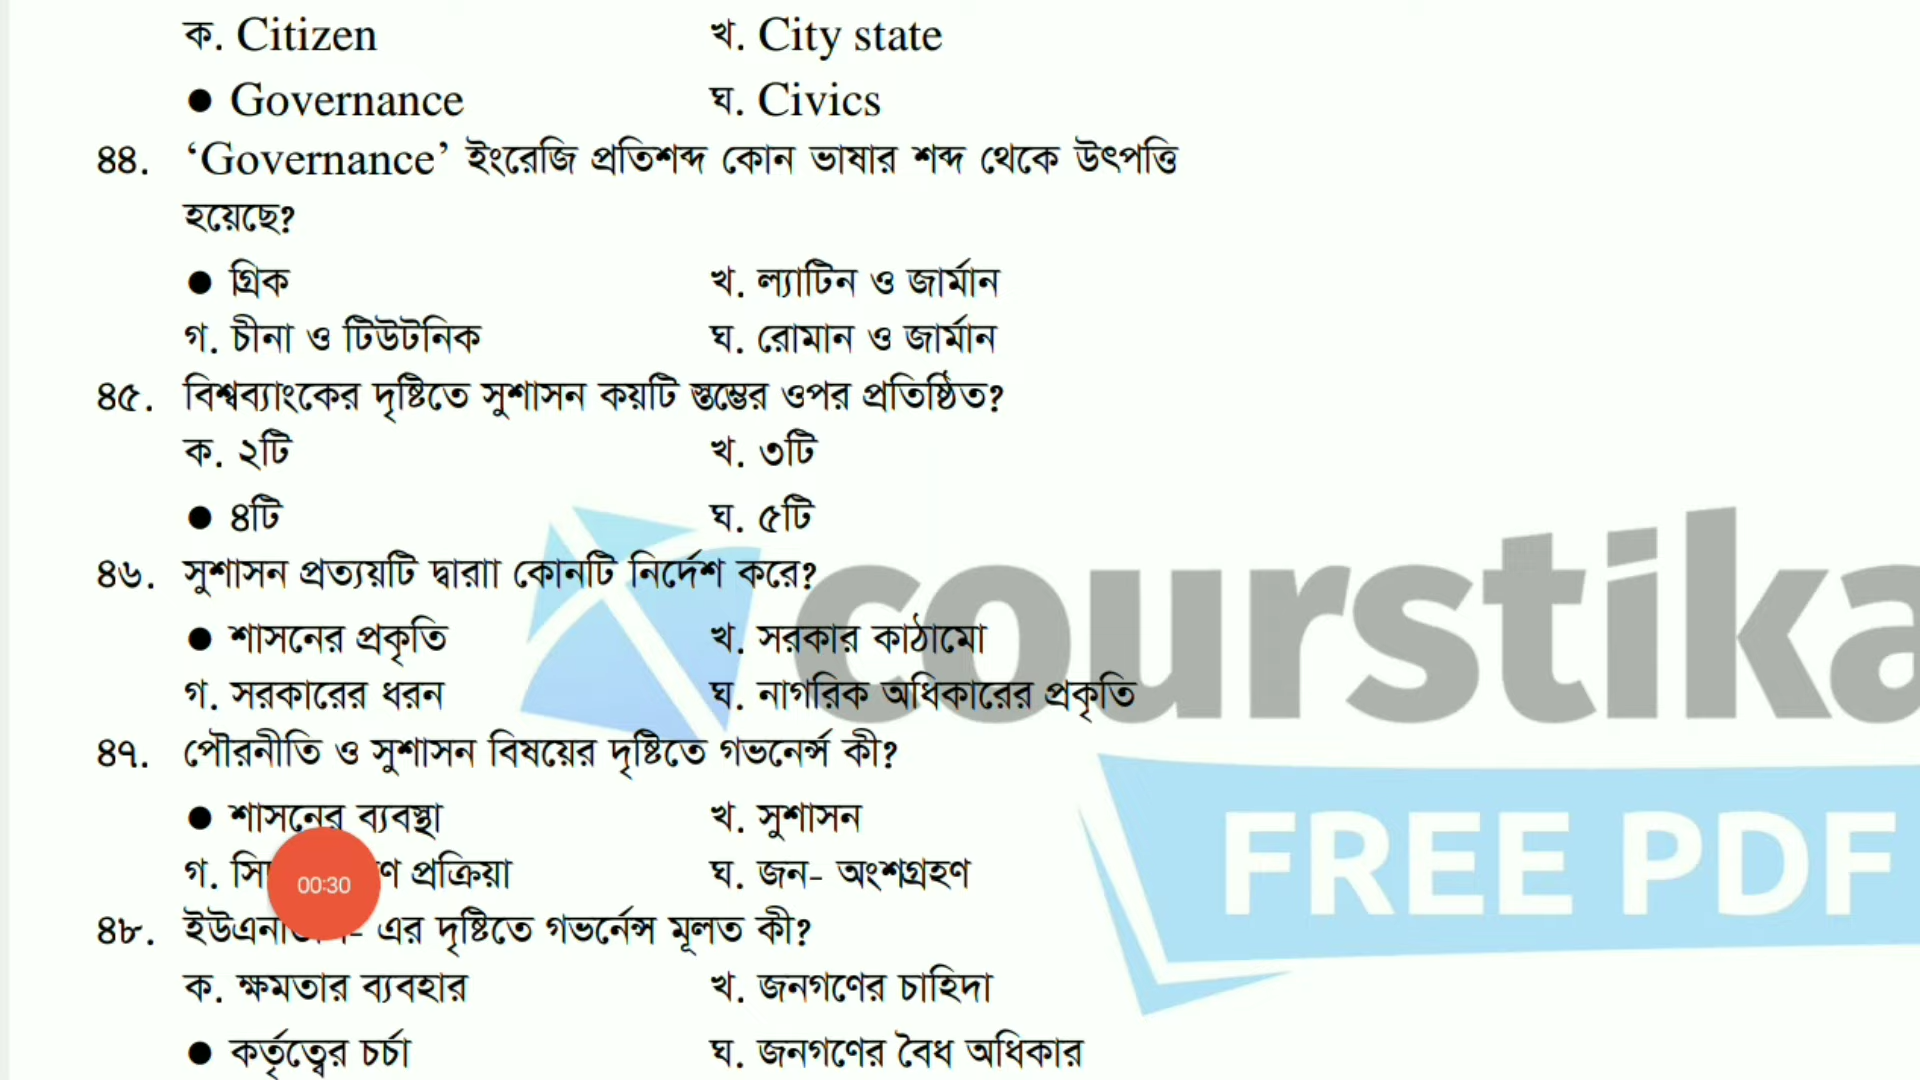 ক. Citizen খ. City state
● Governance ঘ. Civics
৪৪. ‘Governance’ ইংরেজি প্রতিশব্দ কোন ভাষার শব্দ থেকে উৎপত্তি
হয়েছে?
● গ্রিক খ. ল্যাটিন ও জার্মান
গ. চীনা ও টিউটনিক ঘ. রোমান ও জার্মান
৪৫. বিশ্বব্যাংকের দৃষ্টিতে সুশাসন কয়টি স্তম্ভের ওপর প্রতিষ্ঠিত?
ক. ২টি খ. ৩টি
● ৪টি ঘ. ৫টি
৪৬. সুশাসন প্রত্যয়টি দ্বারাা কোনটি নির্দেশ করে?
● শাসনের প্রকৃতি খ. সরকার কাঠামো
গ. সরকারের ধরন ঘ. নাগরিক অধিকারের প্রকৃতি
courstika
৪৭. পৌরনীতি ও সুশাসন বিষয়ের দৃষ্টিতে গভনের্ন্স কী?
● শাসনের ব্যবস্থা খ. সুশাসন
FREE PDF
গ. প্রক্রিয়া ঘ. জন- অংশগ্রহণ
00:30
৪৮. এর দৃষ্টিতে গভর্নেন্স মূলত কী?
ক. ক্ষমতার ব্যবহার খ. জনগণের চাহিদা
● কর্তৃত্বের চর্চা ঘ. জনগণের বৈধ অধিকার